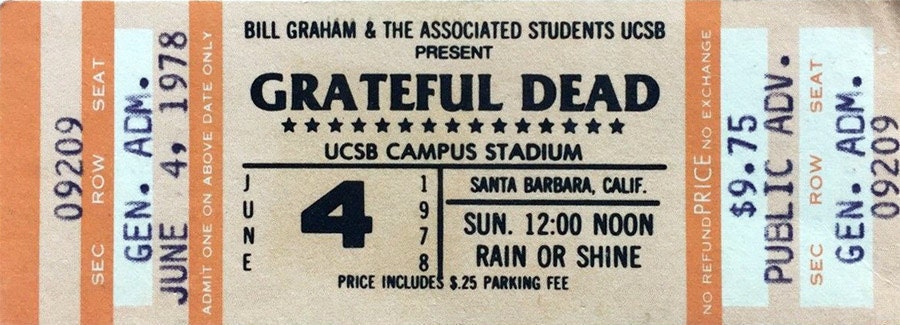 09209
SEC ROW SEAT
GEN. ADM.
JUNE 4, 1978
ADMIT ONE ON ABOVE DATE ONLY
BILL GRAHAM & THE ASSOCIATED STUDENTS UCSB
PRESENT
GRATEFUL DEAD
UCSB CAMPUS STADIUM
JUNE
4
1978
SANTA BARBARA, CALIF.
SUN. 12:00 NOON
RAIN OR SHINE
PRICE INCLUDES $.25 PARKING FEE
NO REFUND PRICE NO EXCHANGE
$9.75
PUBLIC ADV.
SEC ROW SEAT
GEN. ADM.
09209